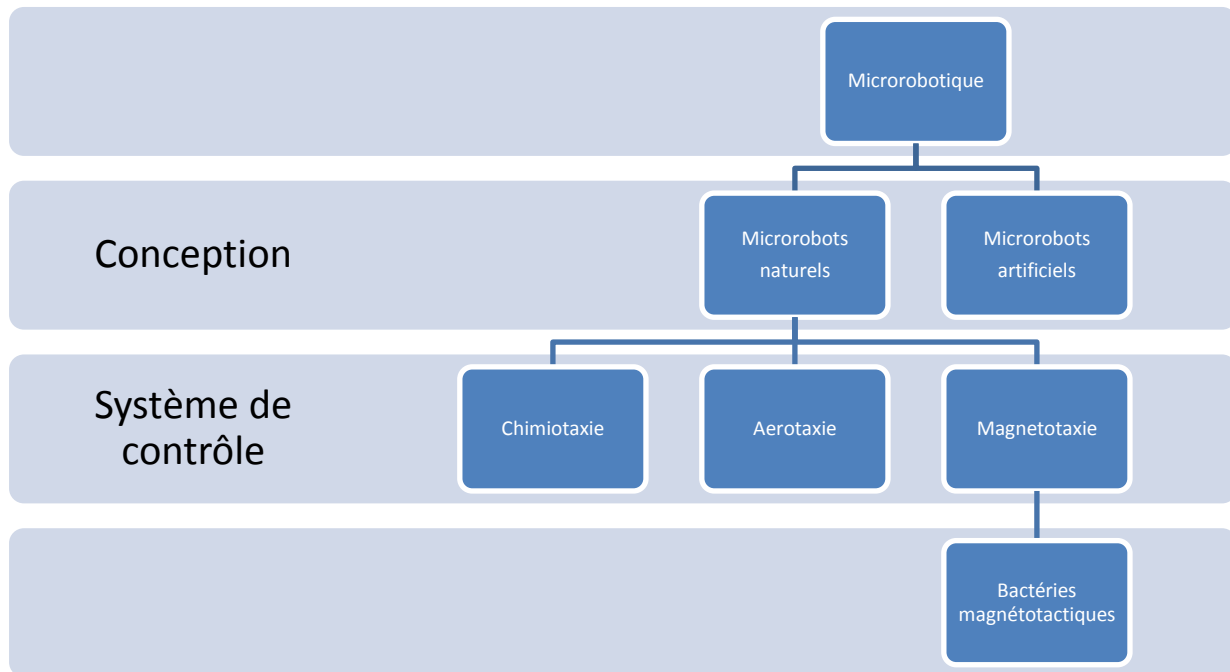 Microrobotique
Conception
Microrobots
naturels
Microrobots
artificiels
Système de
contrôle
Chimiotaxie
Aerotaxie
Magnetotaxie
Bactéries
magnétotactiques